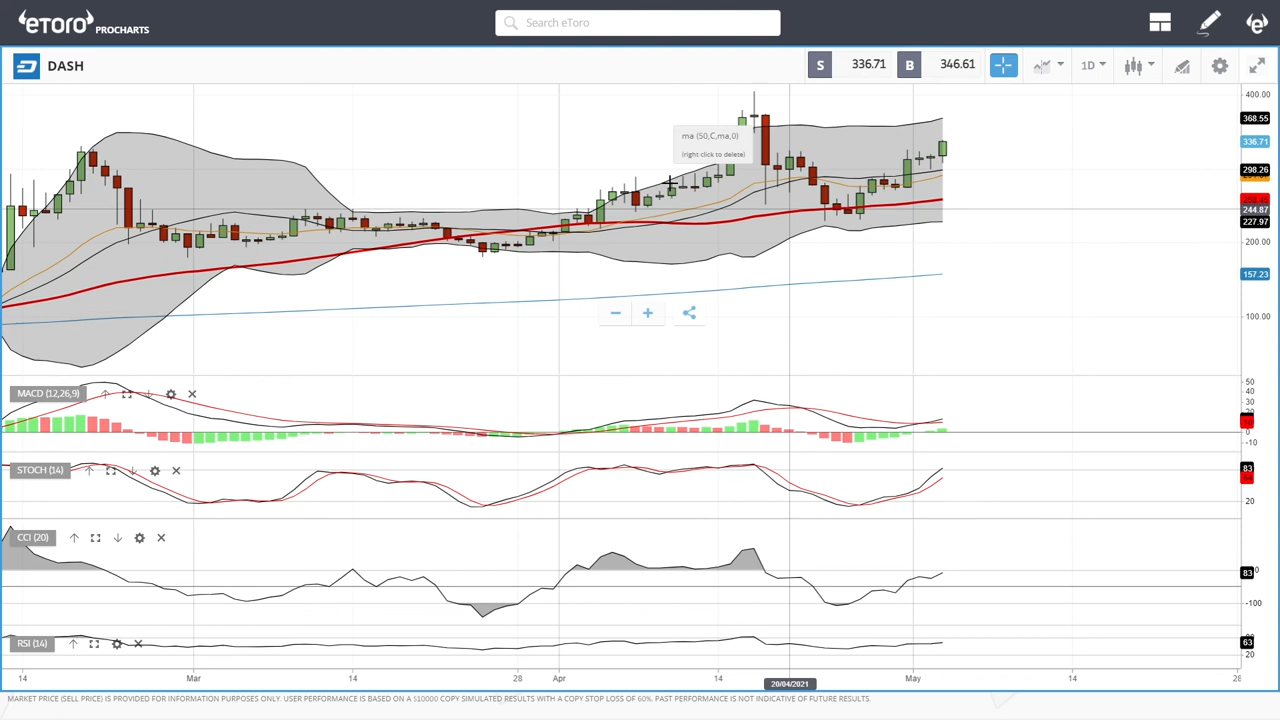 eToro PROCHARTS
Search eToro
DASH
S 336.71 B 346.61
1D
400.00
368.55
336.71
298.26
244.87
227.97
200.00
157.23
100.00
ma (50,C,ma,0)
(right click to delete)
MACD (12,26,9)
50
40
30
20
0
-10
STOCH (14)
83
20
CCI (20)
83
-100
RSI (14)
63
20
14 Mar 14 28 Apr 14 20/04/2021 May 14 28
MARKET PRICE (SELL PRICE) IS PROVIDED FOR INFORMATION PURPOSES ONLY. USER PERFORMANCE IS BASED ON A $10000 COPY SIMULATED RESULTS WITH A COPY STOP LOSS OF 60%. PAST PERFORMANCE IS NOT INDICATIVE OF FUTURE RESULTS.